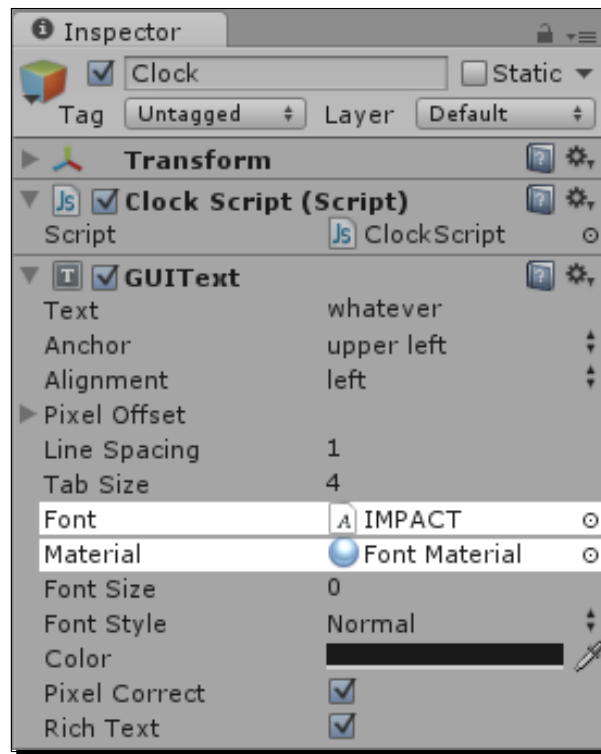 Inspector
Clock Static
Tag Untagged Layer Default
Transform
Js Clock Script (Script)
Script Js ClockScript
T GUIText
Text whatever
Anchor upper left
Alignment left
Pixel Offset
Line Spacing 1
Tab Size 4
Font A IMPACT
Material Font Material
Font Size 0
Font Style Normal
Color
Pixel Correct
Rich Text